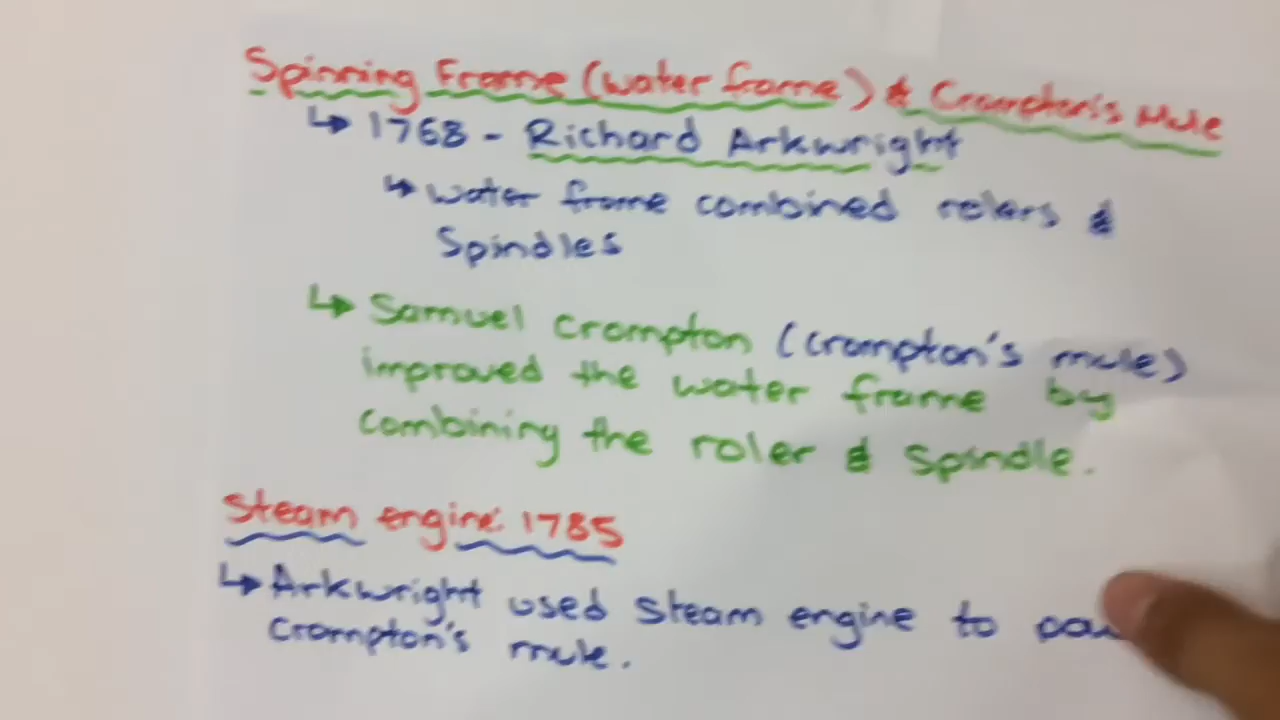 Spinning Frame (water frame) & Crompton's Mule
↳ 1768 - Richard Arkwright
↳ water frame combined rolers &
Spindles
↳ Samuel Crompton (crompton's mule)
improved the water frame by
combining the roler & spindle.
Steam engine: 1785
↳ Arkwright used steam engine to
crompton's mule.